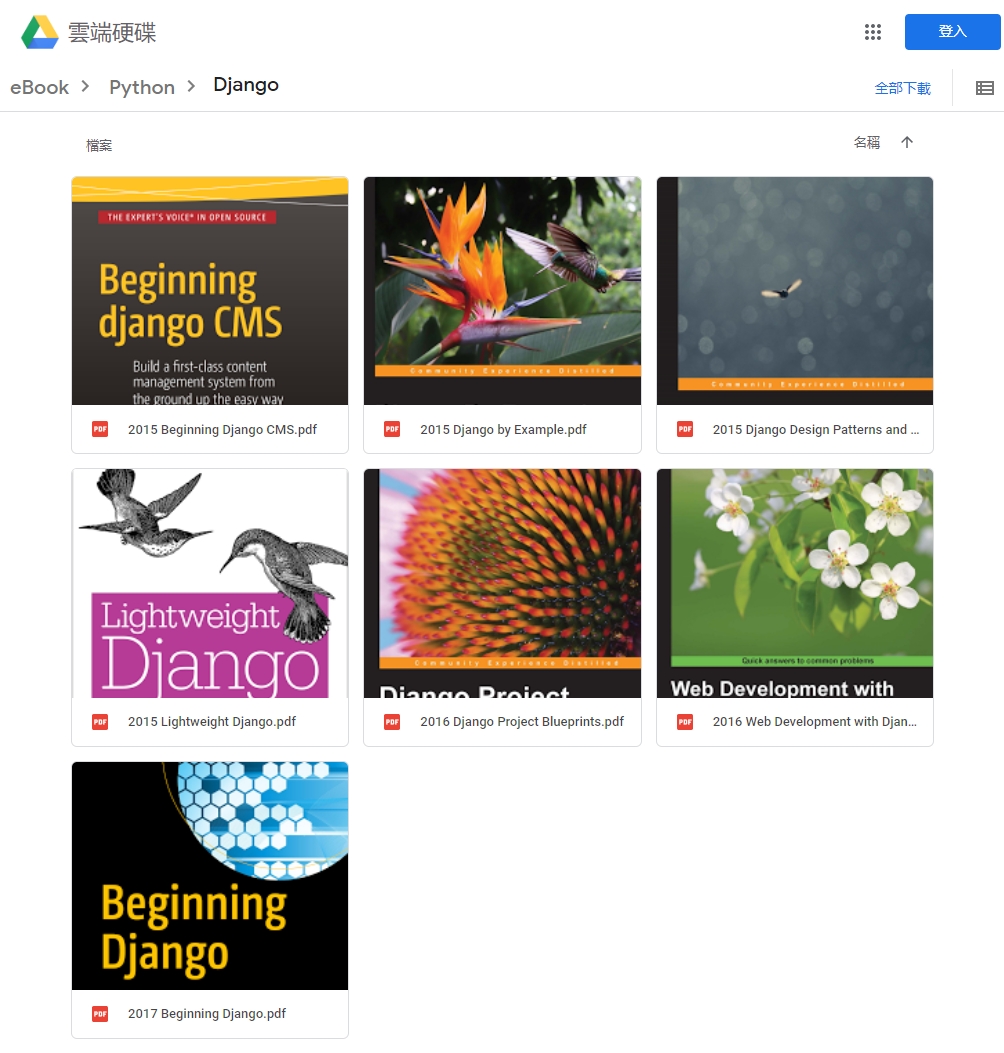 雲端硬碟
登入
eBook > Python > Django
全部下載
檔案
名稱
THE EXPERT'S VOICE® IN OPEN SOURCE
Beginning
django CMS
Build a first-class content
management system from
the ground up the easy way
PDF 2015 Beginning Django CMS.pdf
Community Experience Distilled
PDF 2015 Django by Example.pdf
Community Experience Distilled
PDF 2015 Django Design Patterns and ...
Lightweight
Django
PDF 2015 Lightweight Django.pdf
Community Experience Distilled
Django Project
PDF 2016 Django Project Blueprints.pdf
Quick answers to common problems
Web Development with
PDF 2016 Web Development with Djan...
Beginning
Django
PDF 2017 Beginning Django.pdf